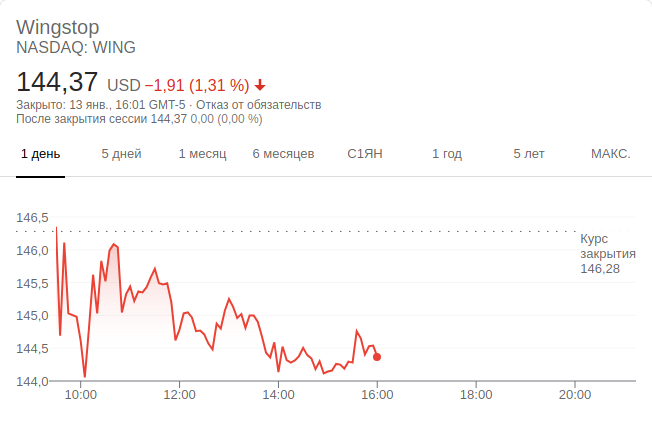 Wingstop
NASDAQ: WING
144,37 USD −1,91 (1,31 %)
Закрыто: 13 янв., 16:01 GMT-5 · Отказ от обязательств
После закрытия сессии 144,37 0,00 (0,00 %)
1 день 5 дней 1 месяц 6 месяцев С1ЯН 1 год 5 лет МАКС.
146,5
Курс
закрытия
146,28
146,0
145,5
145,0
144,5
144,0
10:00 12:00 14:00 16:00 18:00 20:00